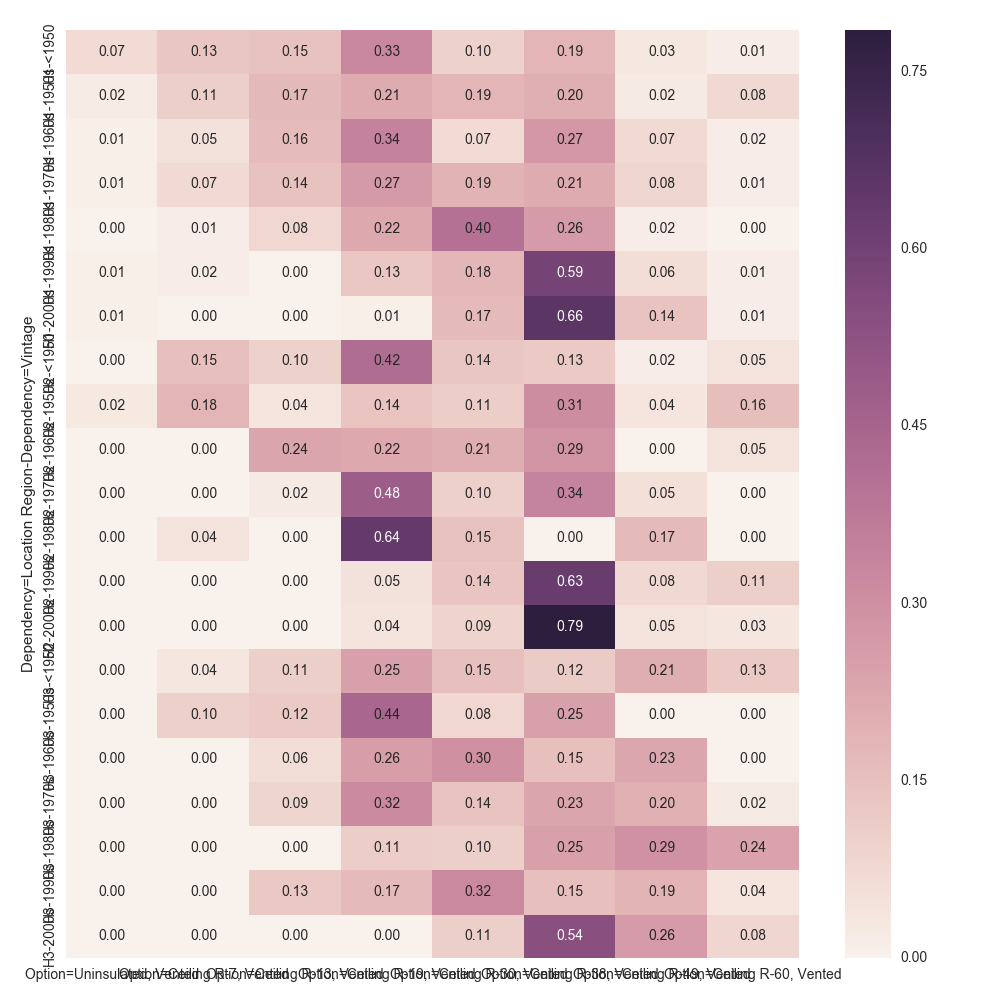 0.07 0.13 0.15 0.33 0.10 0.19 0.03 0.01
0.02 0.11 0.17 0.21 0.19 0.20 0.02 0.08
0.01 0.05 0.16 0.34 0.07 0.27 0.07 0.02
0.01 0.07 0.14 0.27 0.19 0.21 0.08 0.01
0.00 0.01 0.08 0.22 0.40 0.26 0.02 0.00
0.01 0.02 0.00 0.13 0.18 0.59 0.06 0.01
0.01 0.00 0.00 0.01 0.17 0.66 0.14 0.01
0.00 0.15 0.10 0.42 0.14 0.13 0.02 0.05
0.02 0.18 0.04 0.14 0.11 0.31 0.04 0.16
0.00 0.00 0.24 0.22 0.21 0.29 0.00 0.05
0.00 0.00 0.02 0.48 0.10 0.34 0.05 0.00
0.00 0.04 0.00 0.64 0.15 0.00 0.17 0.00
0.00 0.00 0.00 0.05 0.14 0.63 0.08 0.11
0.00 0.00 0.00 0.04 0.09 0.79 0.05 0.03
0.00 0.04 0.11 0.25 0.15 0.12 0.21 0.13
0.00 0.10 0.12 0.44 0.08 0.25 0.00 0.00
0.00 0.00 0.06 0.26 0.30 0.15 0.23 0.00
0.00 0.00 0.09 0.32 0.14 0.23 0.20 0.02
0.00 0.00 0.00 0.11 0.10 0.25 0.29 0.24
0.00 0.00 0.13 0.17 0.32 0.15 0.19 0.04
0.00 0.00 0.00 0.00 0.11 0.54 0.26 0.08
Dependency=Location Region-Dependency=Vintage
H3-2000s
Option=Uninsulated, Vented
R-60, Vented
0.75
0.60
0.45
0.30
0.15
0.00